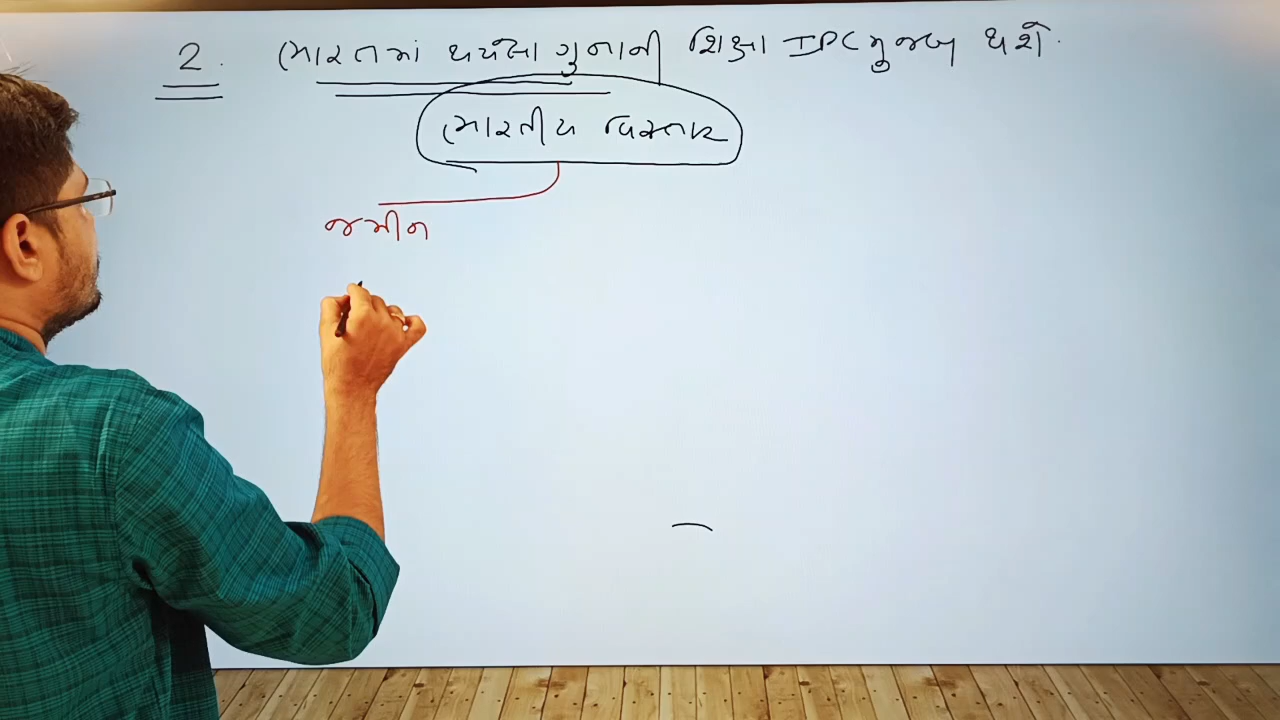 2. ભારતમાં થયેલા ગુનાની શિક્ષા IPC મુજબ થશે.
ભારતીય વિસ્તાર
જમીન